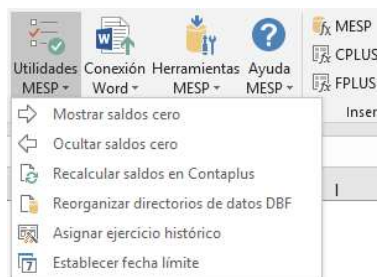 Utilidades MESP
Conexión Word
Herramientas MESP
Ayuda MESP
MESP
CPLUS
FPLUS
Inser
Mostrar saldos cero
Ocultar saldos cero
Recalcular saldos en Contaplus
Reorganizar directorios de datos DBF
Asignar ejercicio histórico
Establecer fecha límite
I